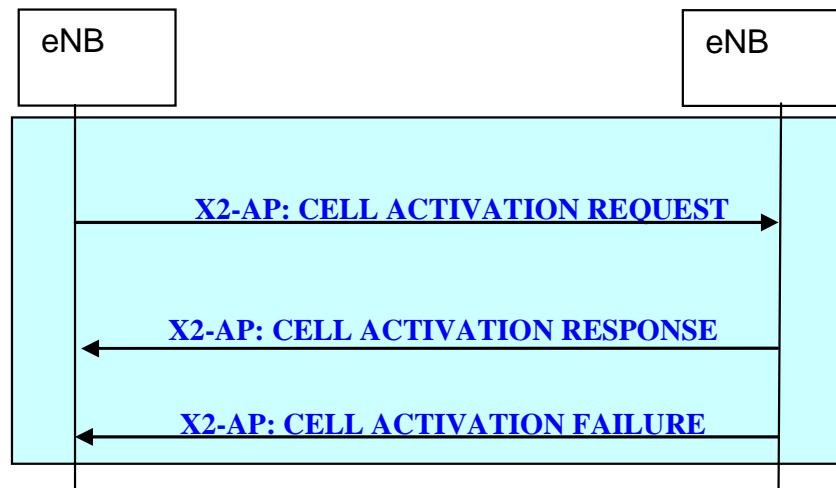 eNB
eNB
X2-AP: CELL ACTIVATION REQUEST
X2-AP: CELL ACTIVATION RESPONSE
X2-AP: CELL ACTIVATION FAILURE